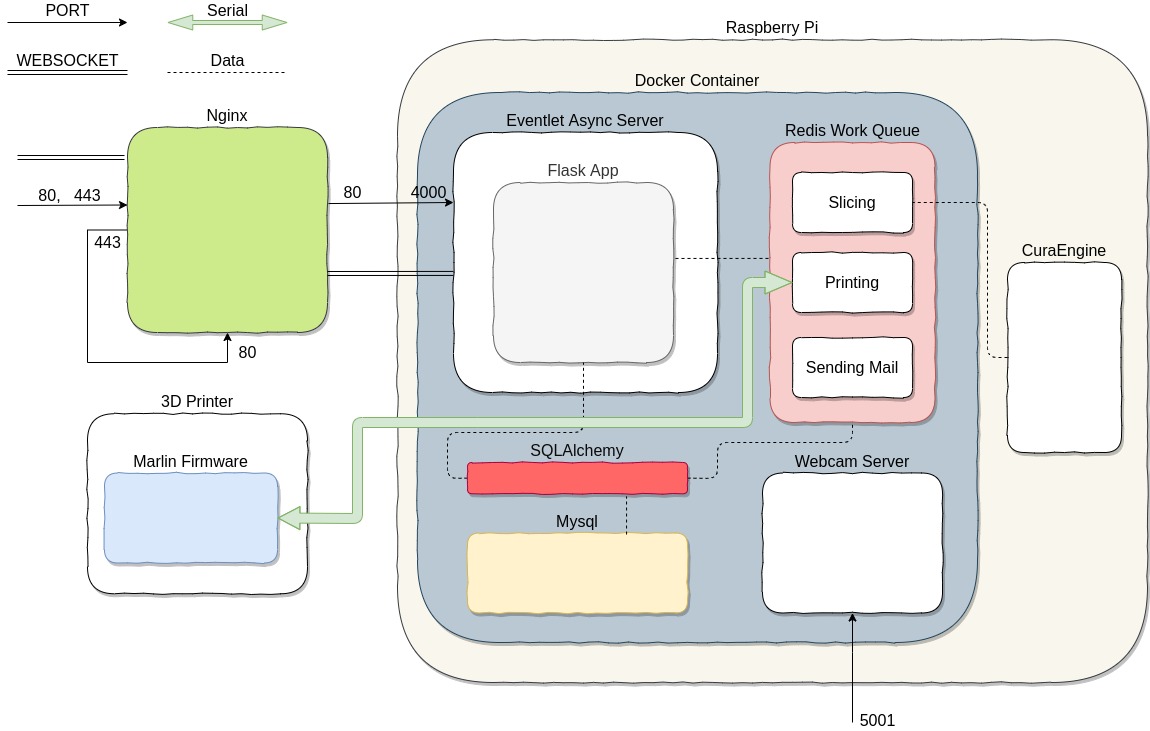 PORT
Serial
Raspberry Pi
WEBSOCKET
Data
Docker Container
Nginx
Eventlet Async Server
Redis Work Queue
Flask App
80, 443
80
4000
Slicing
443
CuraEngine
Printing
80
Sending Mail
3D Printer
SQLAlchemy
Marlin Firmware
Webcam Server
Mysql
5001